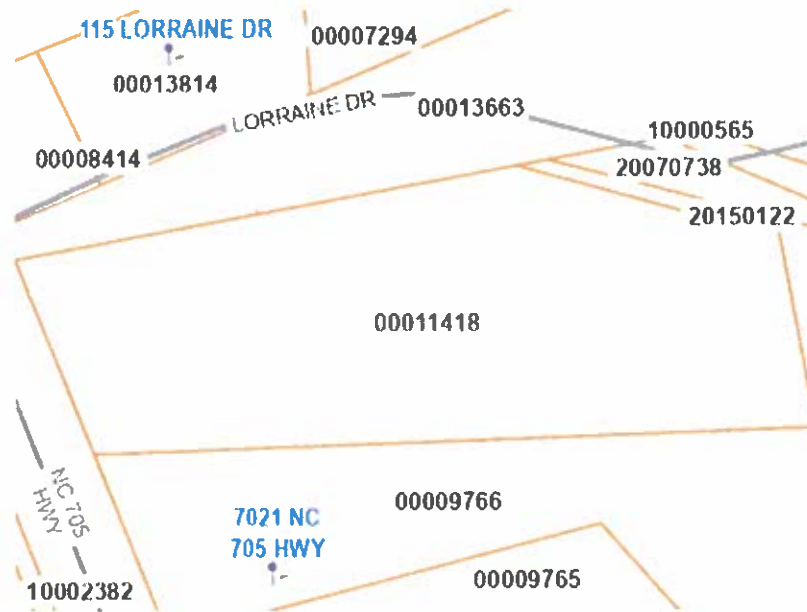 115 LORRAINE DR
00007294
00013814
LORRAINE DR
00013663
10000565
00008414
20070738
20150122
00011418
NC 705
HWY
00009766
7021 NC
705 HWY
00009765
10002382